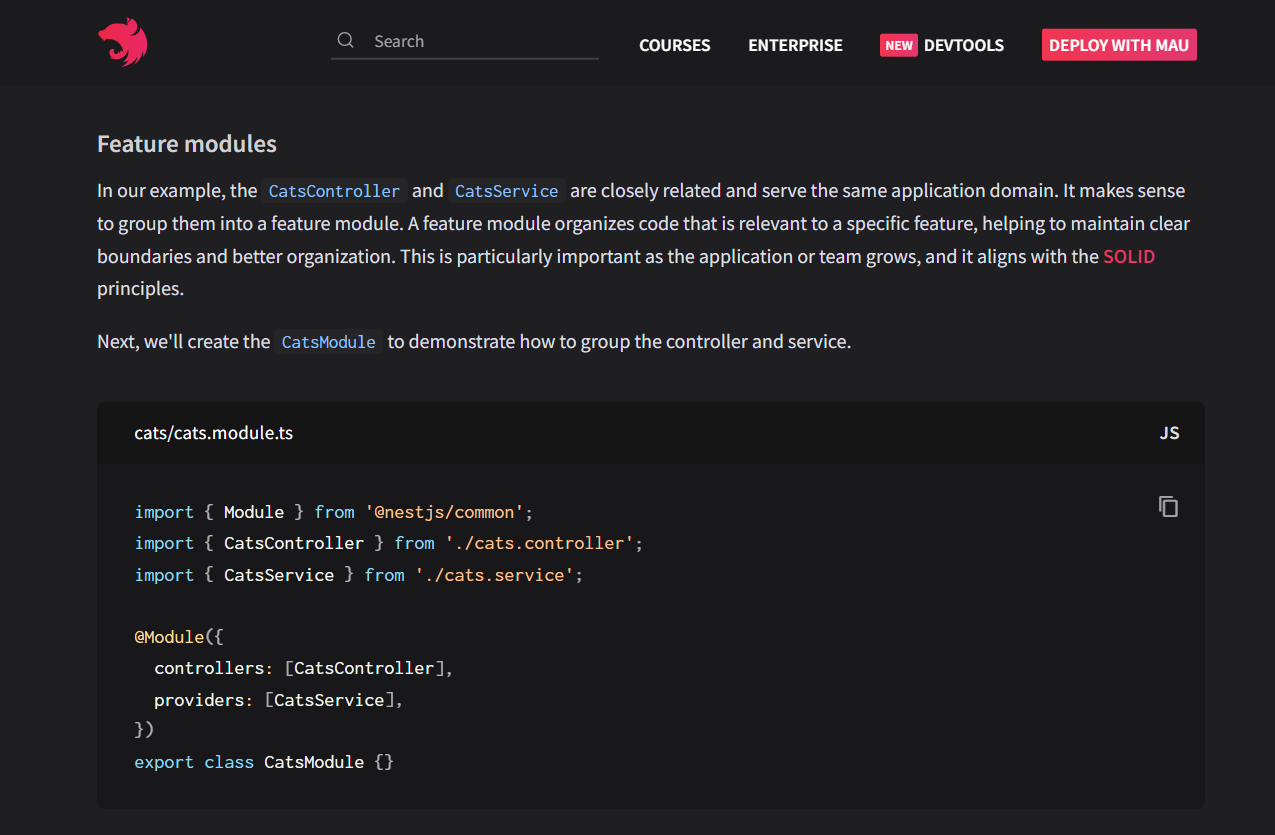 Search
COURSES
ENTERPRISE
NEW DEVTOOLS
DEPLOY WITH MAU
Feature modules
In our example, the CatsController and CatsService are closely related and serve the same application domain. It makes sense
to group them into a feature module. A feature module organizes code that is relevant to a specific feature, helping to maintain clear
boundaries and better organization. This is particularly important as the application or team grows, and it aligns with the SOLID
principles.
Next, we'll create the CatsModule to demonstrate how to group the controller and service.
cats/cats.module.ts
JS
import { Module } from '@nestjs/common';
import { CatsController } from './cats.controller';
import { CatsService } from './cats.service';
@Module({
  controllers: [CatsController],
  providers: [CatsService],
})
export class CatsModule {}